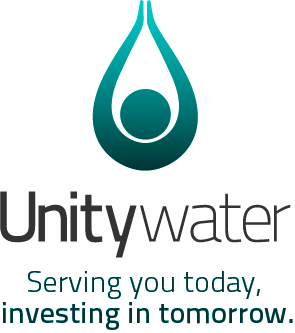 Unitywater
Serving you today,
investing in tomorrow.